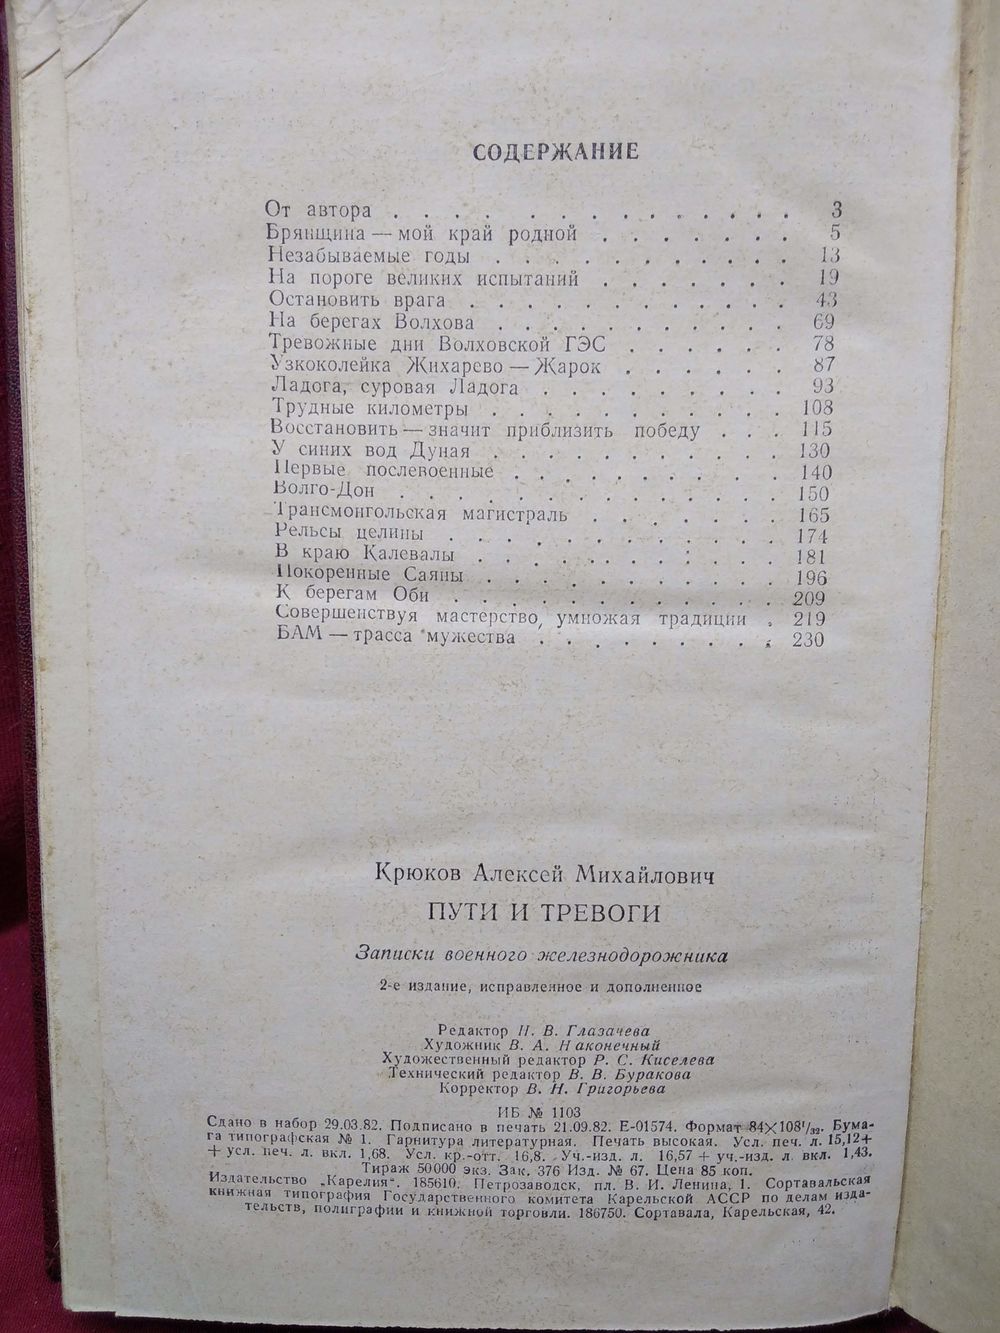 СОДЕРЖАНИЕ
От автора . . . . . . . . . . . . . . 3
Брянщина — мой край родной . . . . . . . 5
Незабываемые годы . . . . . . . . . . . 13
На пороге великих испытаний . . . . . . . 19
Остановить врага . . . . . . . . . . . . 43
На берегах Волхова . . . . . . . . . . . 69
Тревожные дни Волховской ГЭС . . . . . . 78
Узкоколейка Жихарево — Жарок . . . . . . 87
Ладога, суровая Ладога . . . . . . . . . 93
Трудные километры . . . . . . . . . . . 108
Восстановить — значит приблизить победу . . . 115
У синих вод Дуная . . . . . . . . . . . 130
Первые послевоенные . . . . . . . . . . 140
Волго-Дон . . . . . . . . . . . . . . 150
Трансмонгольская магистраль . . . . . . . 165
Рельсы целины . . . . . . . . . . . . 174
В краю Калевалы . . . . . . . . . . . 181
Покоренные Саяны . . . . . . . . . . . 196
К берегам Оби . . . . . . . . . . . . 209
Совершенствуя мастерство, умножая традиции . 219
БАМ — трасса мужества . . . . . . . . . 230
Крюков Алексей Михайлович
ПУТИ И ТРЕВОГИ
Записки военного железнодорожника
2-е издание, исправленное и дополненное
Редактор Н. В. Глазачева
Художник В. А. Наконечный
Художественный редактор Р. С. Киселева
Технический редактор В. В. Буракова
Корректор В. Н. Григорьева
ИБ № 1103
Сдано в набор 29.03.82. Подписано в печать 21.09.82. Е-01574. Формат 84×108¹/₃₂. Бума-
га типографская № 1. Гарнитура литературная. Печать высокая. Усл. печ. л. 15,12+
+ усл. печ. л. вкл. 1,68. Усл. кр.-отт. 16,8. Уч.-изд. л. 16,57 + уч.-изд. л. вкл. 1,43.
Тираж 50000 экз. Зак. 376 Изд. № 67. Цена 85 коп.
Издательство „Карелия“. 185610. Петрозаводск, пл. В. И. Ленина, 1. Сортавальская
книжная типография Государственного комитета Карельской АССР по делам изда-
тельств, полиграфии и книжной торговли. 186750. Сортавала, Карельская, 42.